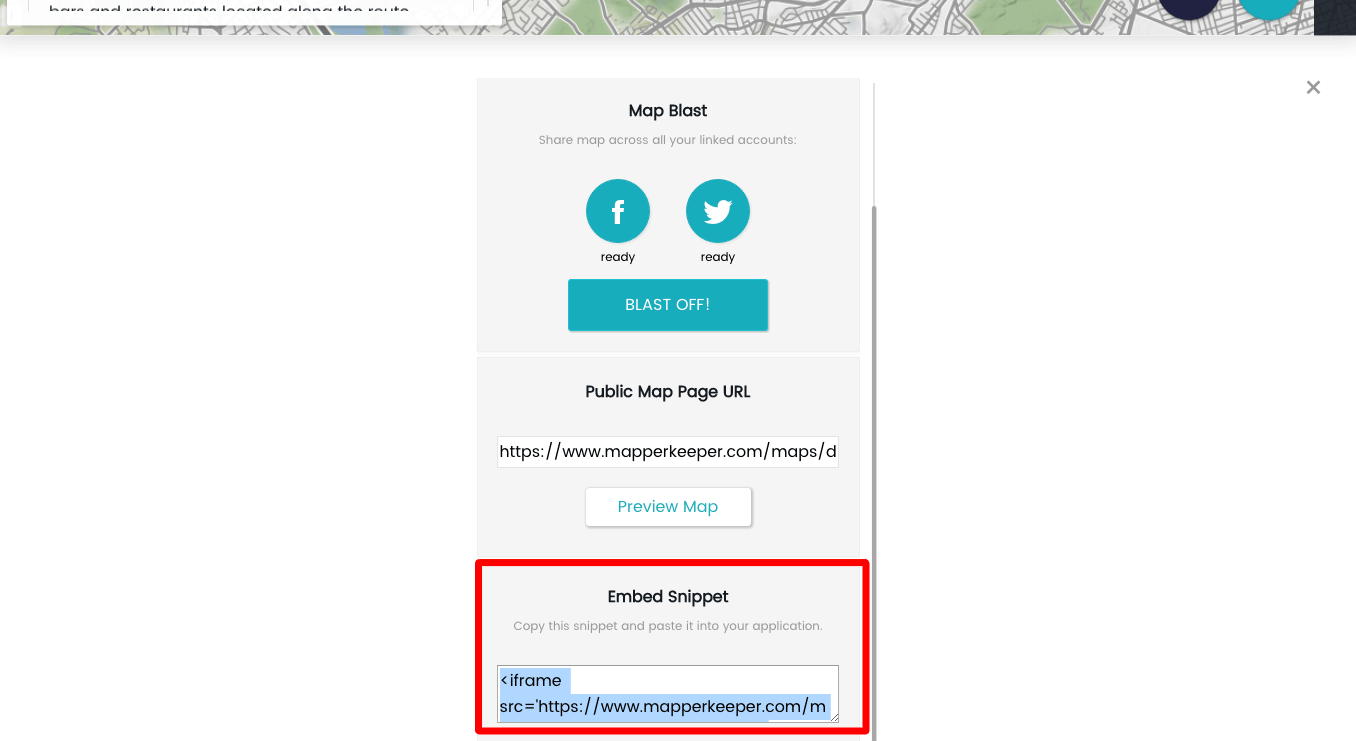 bars and restaurants located along the route
×
Map Blast
Share map across all your linked accounts:
ready ready
BLAST OFF!
Public Map Page URL
https://www.mapperkeeper.com/maps/d
Preview Map
Embed Snippet
Copy this snippet and paste it into your application.
<iframe
src='https://www.mapperkeeper.com/m